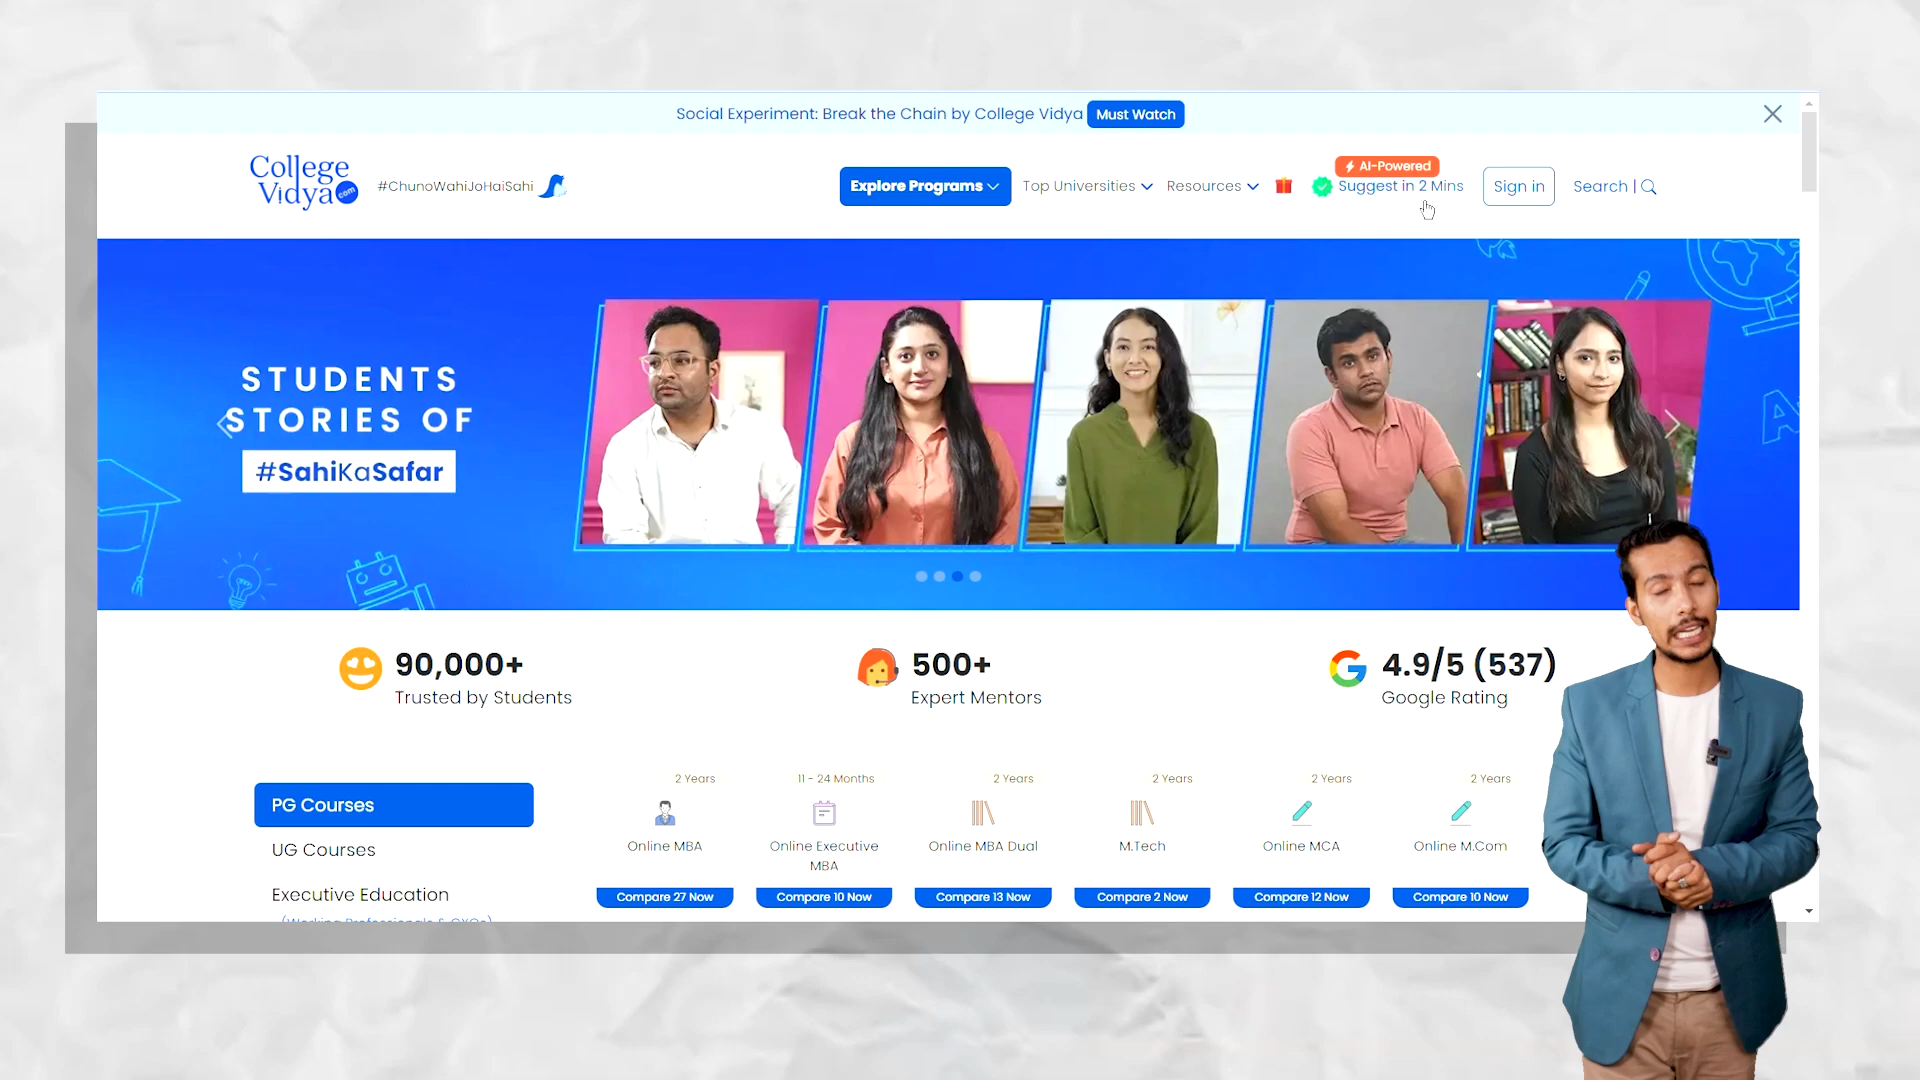 Social Experiment: Break the Chain by College Vidya Must Watch
College
Vidya.com
#ChunoWahiJoHaiSahi
AI-Powered
Explore Programs Top Universities Resources Suggest in 2 Mins Sign in Search |
STUDENTS
STORIES OF
#SahiKaSafar
90,000+
Trusted by Students
500+
Expert Mentors
4.9/5 (537)
Google Rating
PG Courses
UG Courses
Executive Education
(Working Professionals & CXOs)
2 Years 11 - 24 Months 2 Years 2 Years 2 Years 2 Years
Online MBA Online Executive MBA Online MBA Dual M.Tech Online MCA Online M.Com
Compare 27 Now Compare 10 Now Compare 13 Now Compare 2 Now Compare 12 Now Compare 10 Now